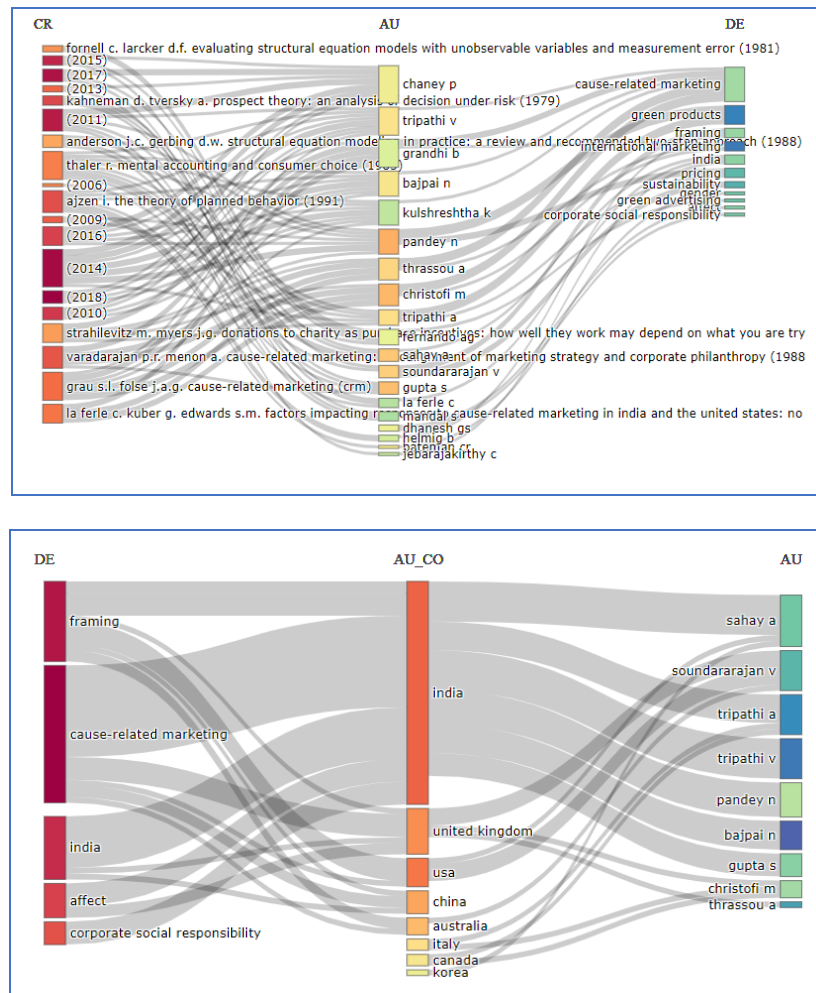 CR AU DE
fornell c. larcker d.f. evaluating structural equation models with unobservable variables and measurement error (1981)
(2015)
(2017)
(2013)
kahneman d. tversky a. prospect theory: an analysis of decision under risk (1979)
(2011)
anderson j.c. gerbing d.w. structural equation modeling in practice: a review and recommended two-step approach (1988)
thaler r. mental accounting and consumer choice
(2006)
ajzen i. the theory of planned behavior (1991)
(2009)
(2016)
(2014)
(2018)
(2010)
strahilevitz m. myers j.g. donations to charity as purchase incentives: how well they work may depend on what you are try
varadarajan p.r. menon a. cause-related marketing: of marketing strategy and corporate philanthropy (1988
grau s.l. folse j.a.g. cause-related marketing (crm)
la ferle c. kuber g. edwards s.m. factors impacting to cause-related marketing in india and the united states: no
chaney p
tripathi v
grandhi b
bajpai n
kulshreshtha k
pandey n
thrassou a
christofi m
tripathi a
fernando ag
sahay a
soundararajan v
gupta s
la ferle c
mandal s
dhanesh gs
helmig b
bateman cr
jebarajakirthy c
cause-related marketing
green products
framing
international marketing
india
pricing
sustainability
gender
green advertising
affect
corporate social responsibility
DE AU_CO AU
framing
cause-related marketing
india
affect
corporate social responsibility
india
united kingdom
usa
china
australia
italy
canada
korea
sahay a
soundararajan v
tripathi a
tripathi v
pandey n
bajpai n
gupta s
christofi m
thrassou a